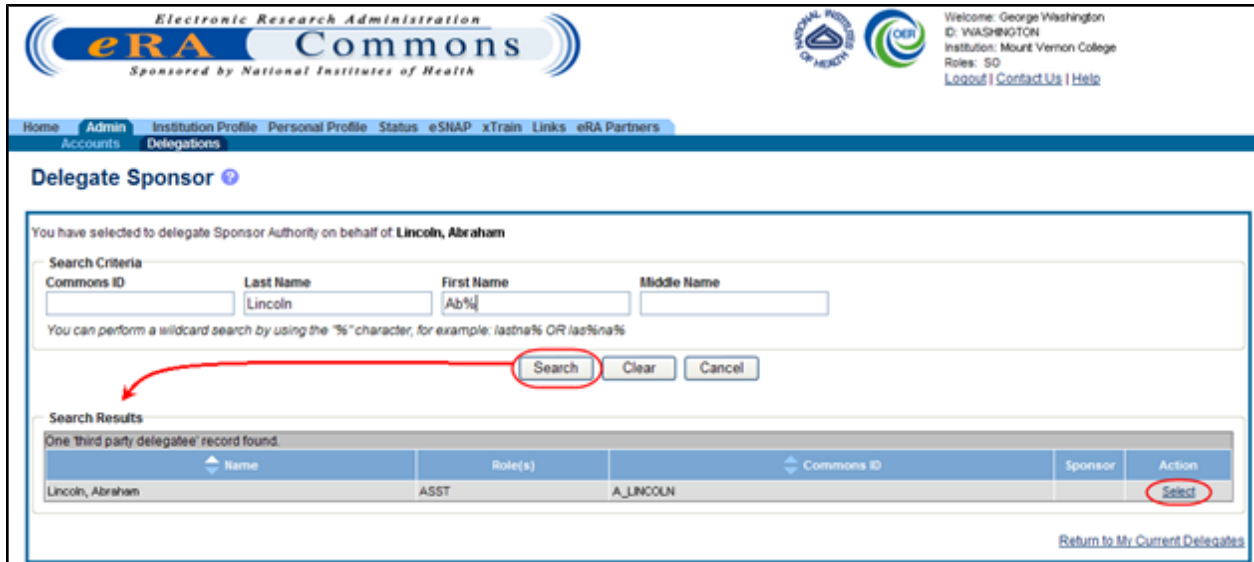 Electronic Research Administration
eRA Commons
Sponsored by National Institutes of Health
NATIONAL INSTITUTES OF HEALTH
OER
Welcome: George Washington
ID: WASHINGTON
Institution: Mount Vernon College
Roles: SO
Logout | Contact Us | Help
Home Admin Institution Profile Personal Profile Status eSNAP xTrain Links eRA Partners
Accounts Delegations
Delegate Sponsor ?
You have selected to delegate Sponsor Authority on behalf of: Lincoln, Abraham
Search Criteria
Commons ID Last Name First Name Middle Name
Lincoln Ab%
You can perform a wildcard search by using the "%" character, for example: lastna% OR las%na%
Search Clear Cancel
Search Results
One 'third party delegatee' record found.
Name Role(s) Commons ID Sponsor Action
Lincoln, Abraham ASST A_LINCOLN Select
Return to My Current Delegates